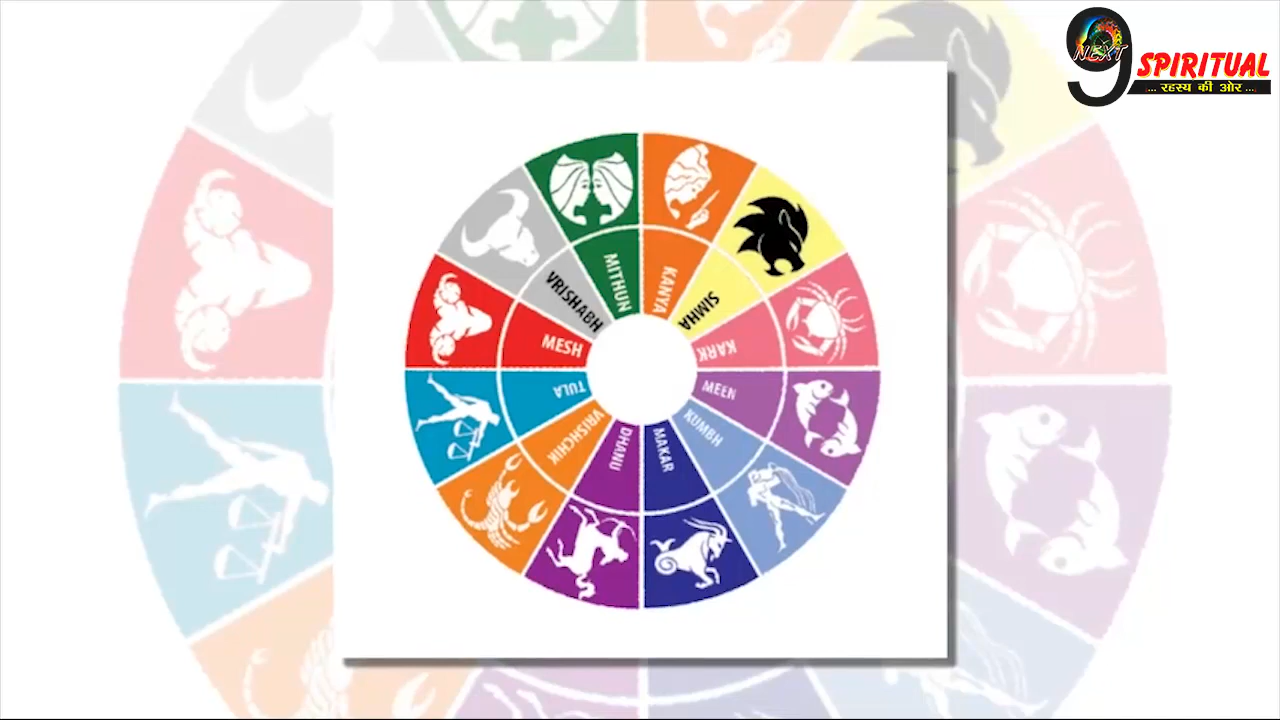 9
NEXT
SPIRITUAL
... रहस्य की ओर ...
MITHUN
KANYA
VRISHABH
SIMHA
MESH
KARK
TULA
MEEN
VRISHCHIK
KUMBH
DHANU
MAKAR